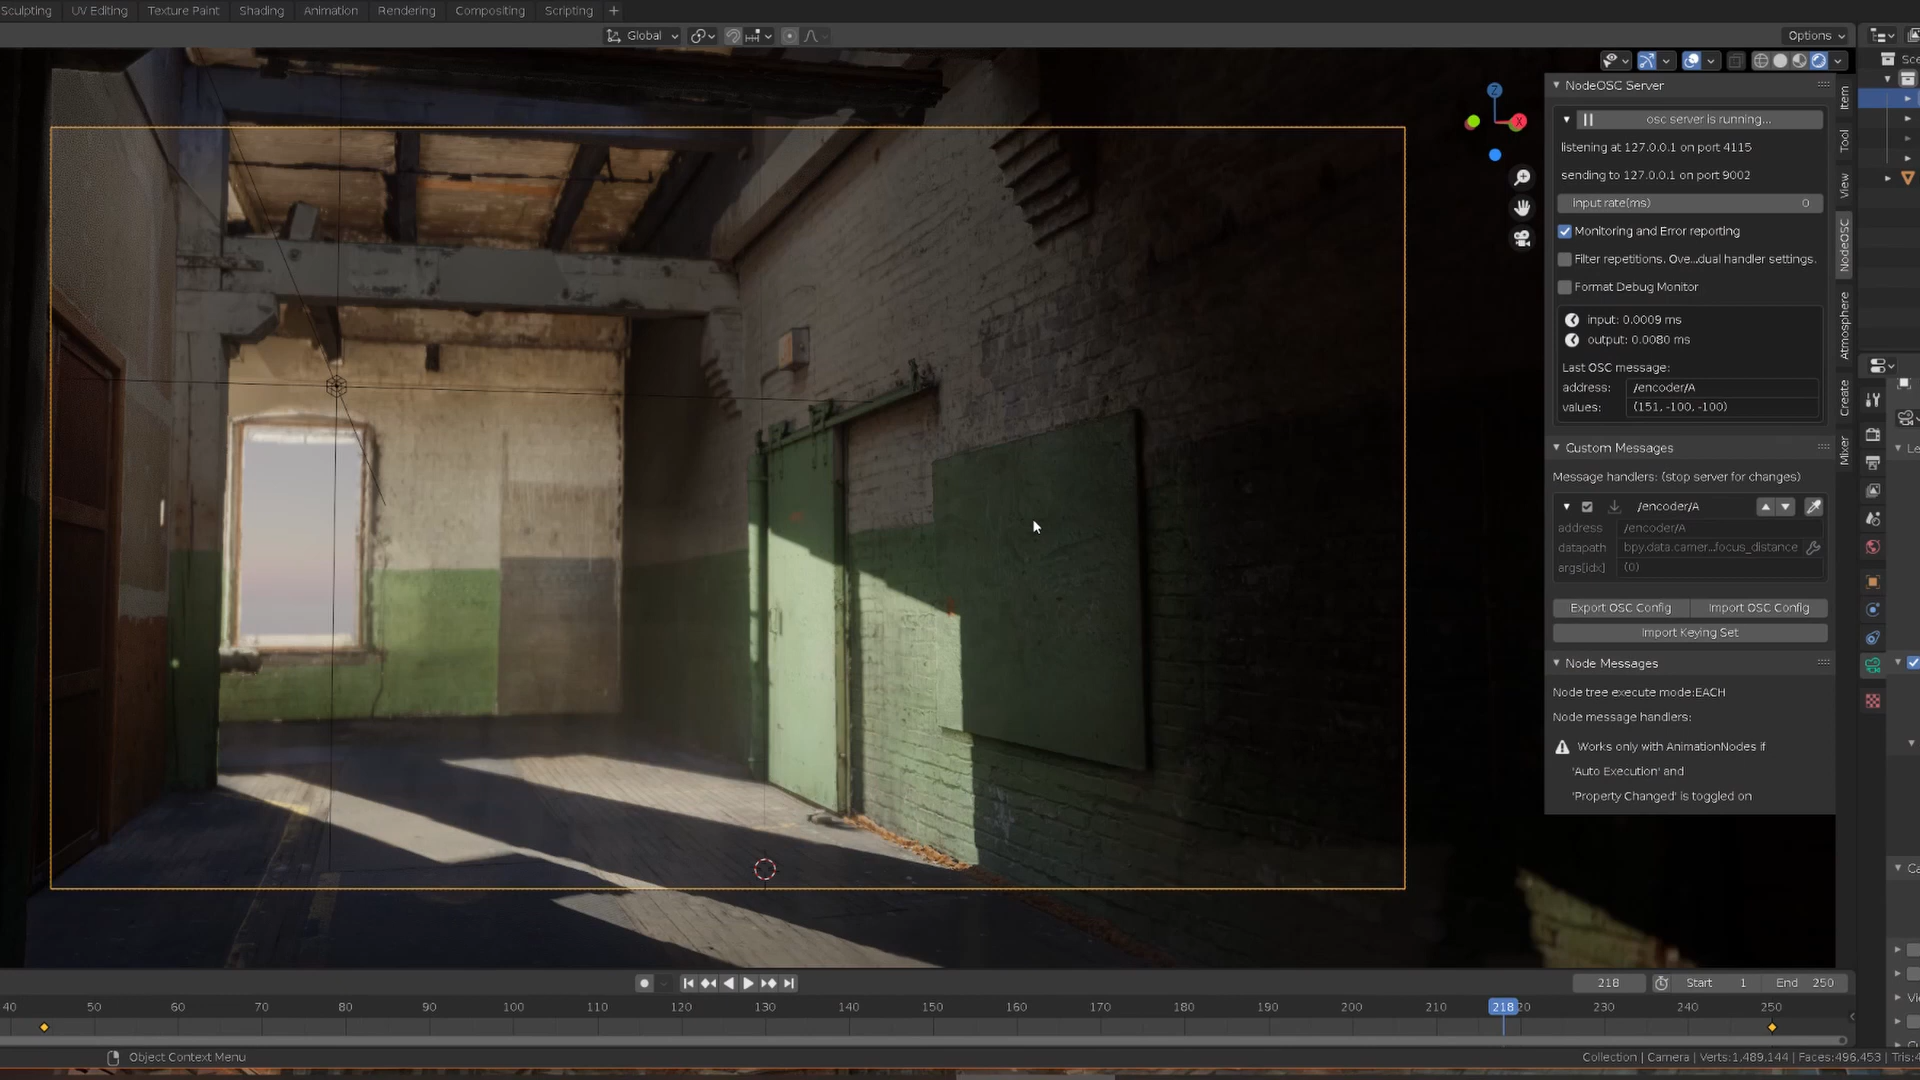 Sculpting UV Editing Texture Paint Shading Animation Rendering Compositing Scripting +
Global Options
Sce
NodeOSC Server
osc server is running...
listening at 127.0.0.1 on port 4115
sending to 127.0.0.1 on port 9002
input rate(ms) 0
Monitoring and Error reporting
Filter repetitions. Ove...dual handler settings.
Format Debug Monitor
input: 0.0009 ms
output: 0.0080 ms
Last OSC message:
address: /encoder/A
values: (151, -100, -100)
Custom Messages
Message handlers: (stop server for changes)
/encoder/A
address /encoder/A
datapath bpy.data.camer...focus_distance
args[idx] (0)
Export OSC Config Import OSC Config
Import Keying Set
Node Messages
Node tree execute mode:EACH
Node message handlers:
Works only with AnimationNodes if
'Auto Execution' and
'Property Changed' is toggled on
Item
Tool
View
NodeOSC
Atmosphere
Create
Mixer
Z
X
Le
Ca
Vi
218 Start 1 End 250
40 50 60 70 80 90 100 110 120 130 140 150 160 170 180 190 200 210 218 20 230 240 250
Object Context Menu
Collection | Camera | Verts:1,489,144 | Faces:496,453 | Tris:4